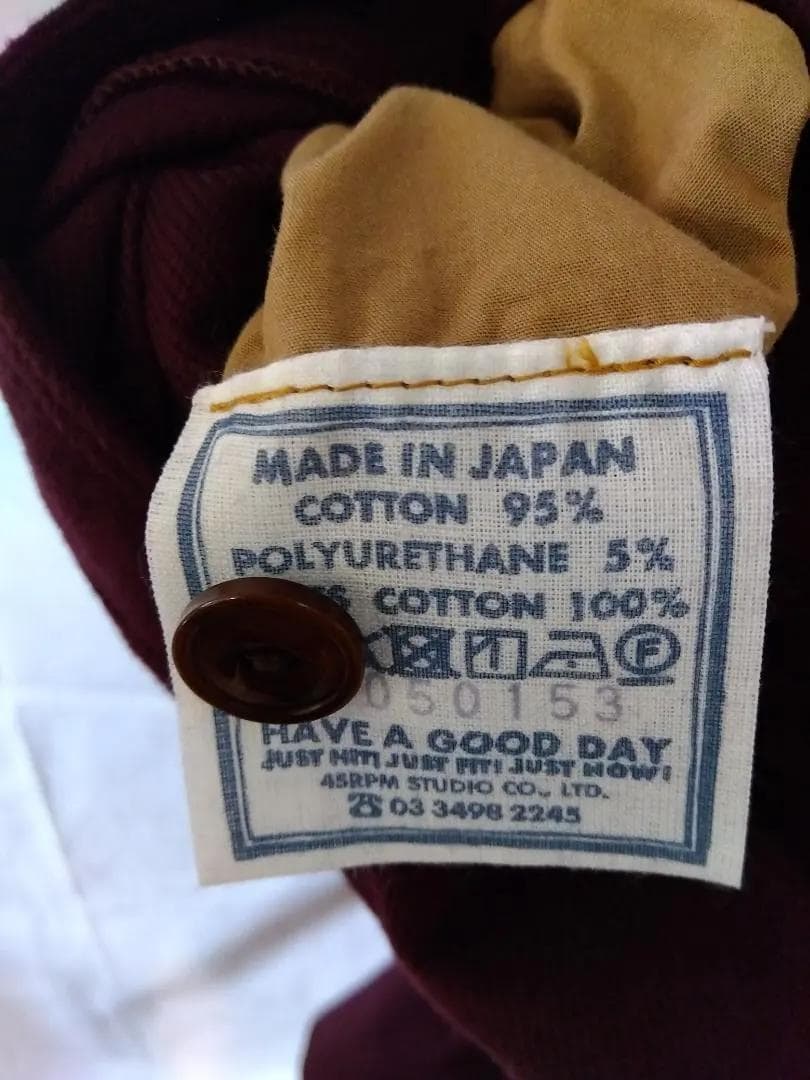 MADE IN JAPAN
COTTON 95%
POLYURETHANE 5%
COTTON 100%
F
050153
HAVE A GOOD DAY
JUST HIT! JUST FIT! JUST NOW!
45RPM STUDIO CO., LTD.
☎ 03 3498 2245